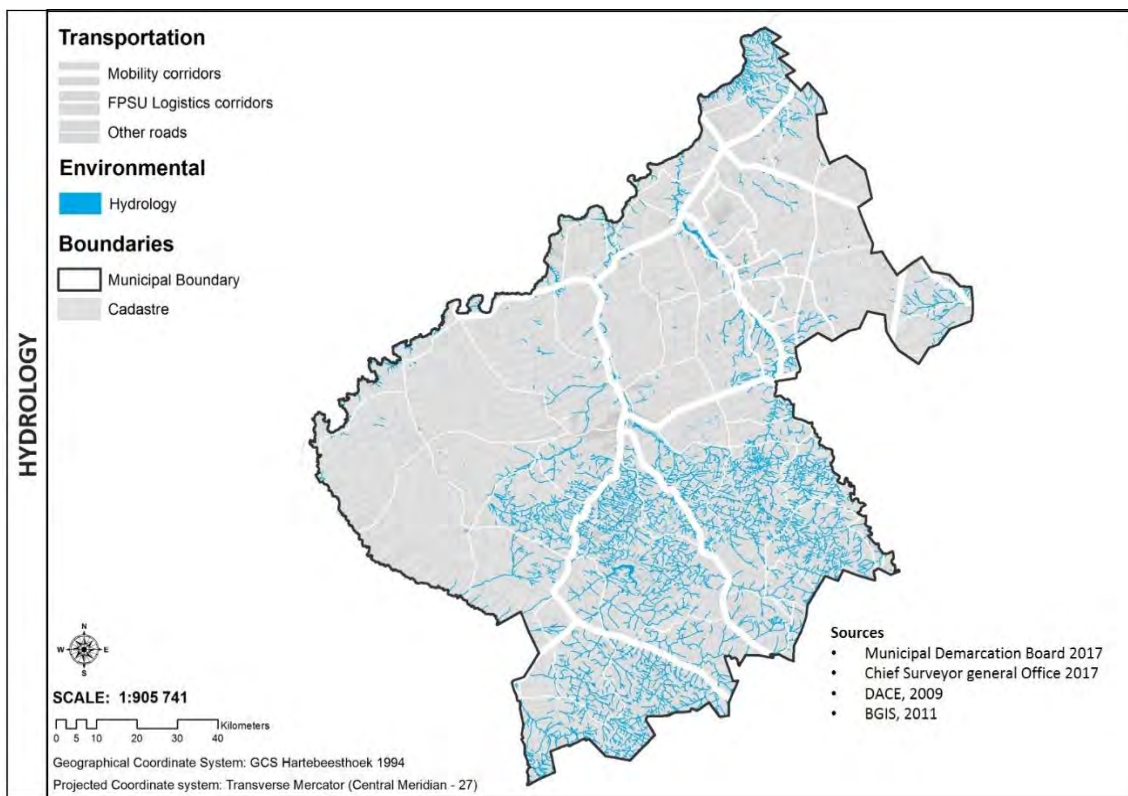 HYDROLOGY
Transportation
Mobility corridors
FPSU Logistics corridors
Other roads
Environmental
Hydrology
Boundaries
Municipal Boundary
Cadastre
N
W E
S
SCALE: 1:905 741
0 5 10 20 30 40 Kilometers
Geographical Coordinate System: GCS Hartebeesthoek 1994
Projected Coordinate system: Transverse Mercator (Central Meridian - 27)
Sources
• Municipal Demarcation Board 2017
• Chief Surveyor general Office 2017
• DACE, 2009
• BGIS, 2011